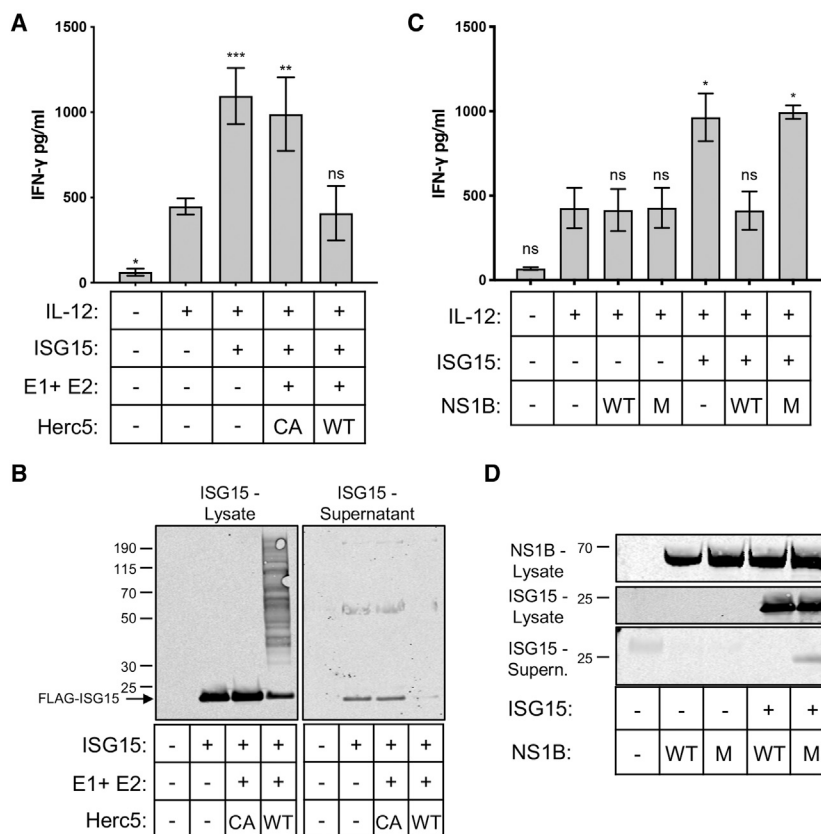 A
1500
***
**
1000
IFN-γ pg/ml
ns
500
*
0
IL-12: - + + + +
ISG15: - - + + +
E1+ E2: - - - + +
Herc5: - - - CA WT
C
1500
*
*
1000
IFN-γ pg/ml
ns ns ns
500
ns
0
IL-12: - + + + + + +
ISG15: - - - - + + +
NS1B: - - WT M - WT M
B
ISG15 - Lysate
ISG15 - Supernatant
190
115
70
50
30
25
FLAG-ISG15
ISG15: - + + + - + + +
E1+ E2: - - + + - - + +
Herc5: - - CA WT - - CA WT
D
NS1B - Lysate 70
ISG15 - Lysate 25
ISG15 - Supern. 25
ISG15: - - - + +
NS1B: - WT M WT M